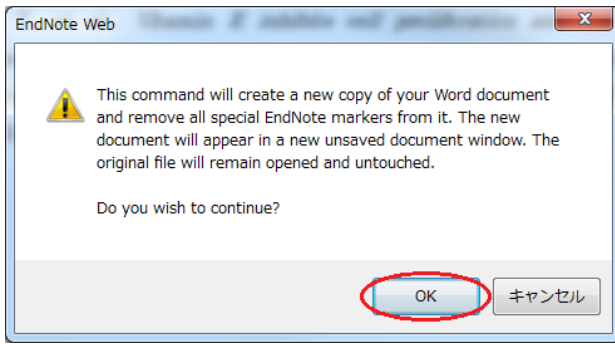 EndNote Web
This command will create a new copy of your Word document
and remove all special EndNote markers from it. The new
document will appear in a new unsaved document window. The
original file will remain opened and untouched.
Do you wish to continue?
OK
キャンセル